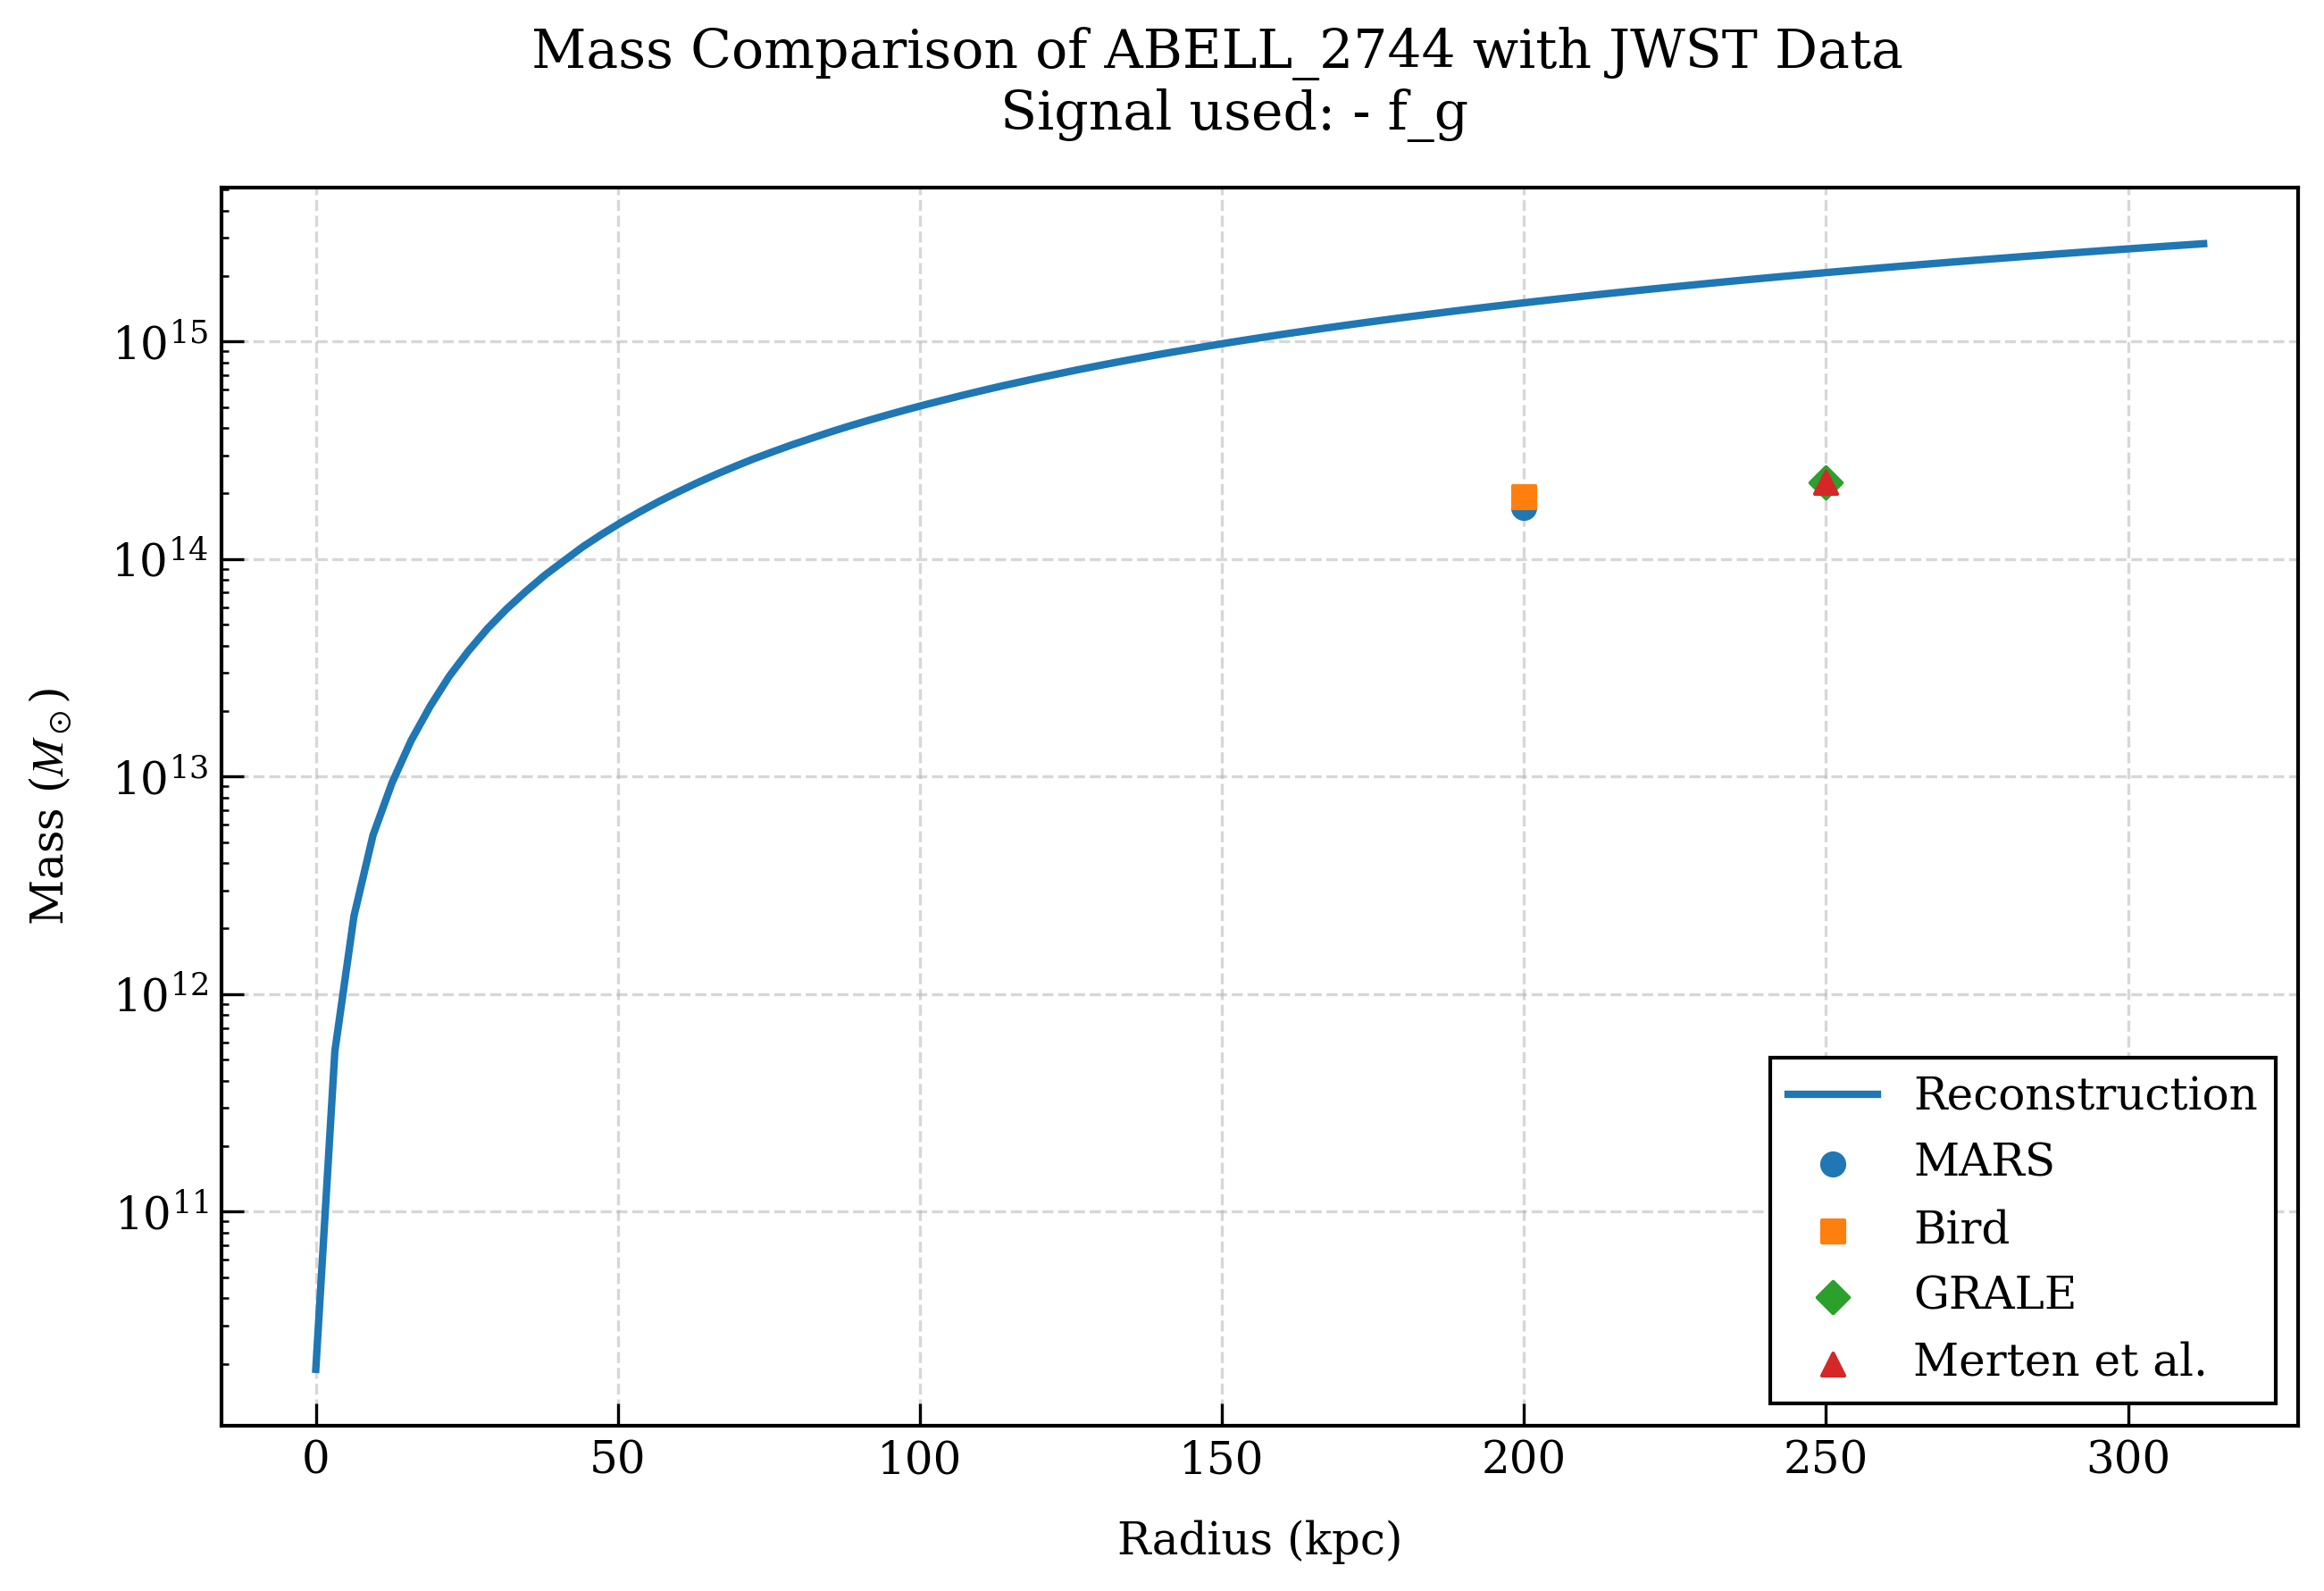 Mass Comparison of ABELL_2744 with JWST Data
Signal used: - f_g
Mass ($M_\odot$)
10^15
10^14
10^13
10^12
10^11
0 50 100 150 200 250 300
Radius (kpc)
Reconstruction
MARS
Bird
GRALE
Merten et al.